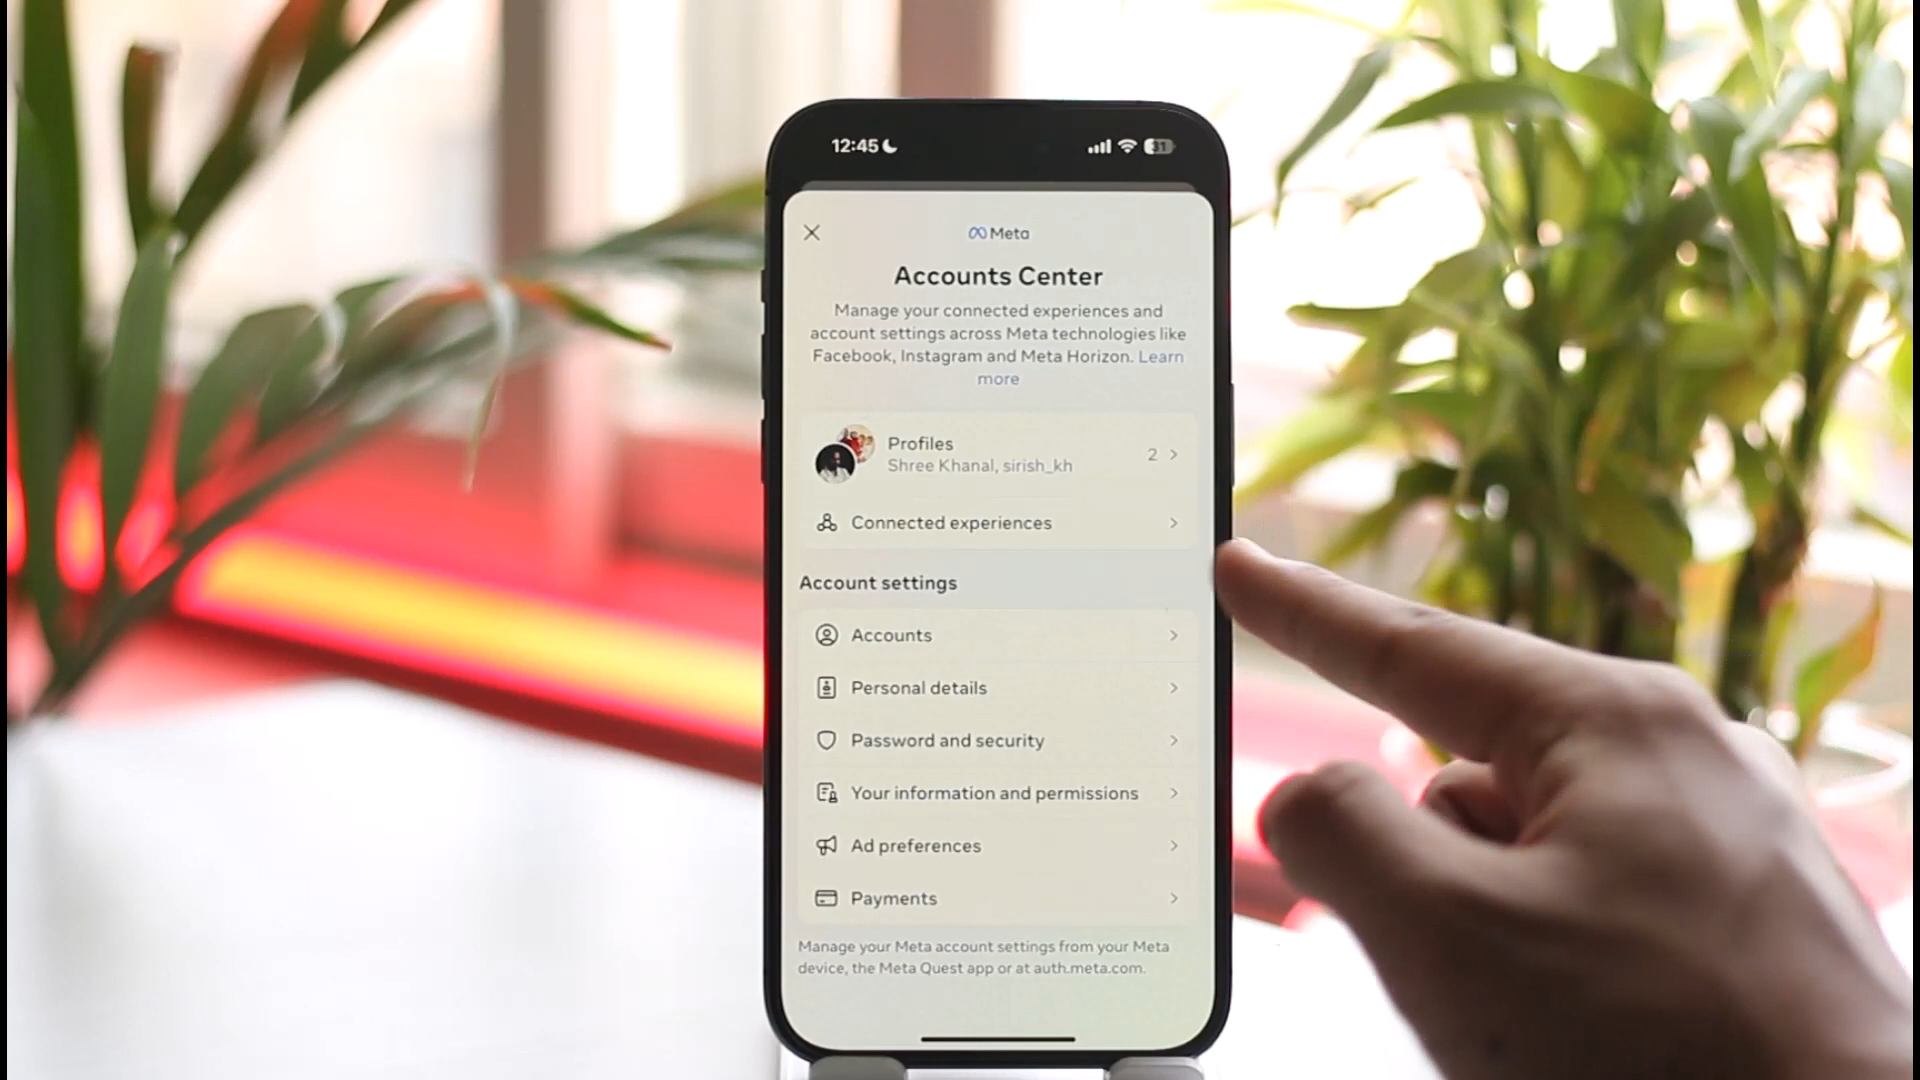 12:45
31
Meta
Accounts Center
Manage your connected experiences and
account settings across Meta technologies like
Facebook, Instagram and Meta Horizon. Learn
more
Profiles
2
Shree Khanal, sirish_kh
Connected experiences
Account settings
Accounts
Personal details
Password and security
Your information and permissions
Ad preferences
Payments
Manage your Meta account settings from your Meta
device, the Meta Quest app or at auth.meta.com.